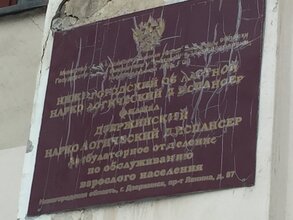 НИЖЕГОРОДСКИЙ ОБЛАСТНОЙ
НАРКОЛОГИЧЕСКИЙ ДИСПАНСЕР
филиал
ДЗЕРЖИНСКИЙ
НАРКОЛОГИЧЕСКИЙ ДИСПАНСЕР
Амбулаторное отделение
по обслуживанию
взрослого населения
Нижегородская область, г. Дзержинск, пр-т Ленина, д. 87